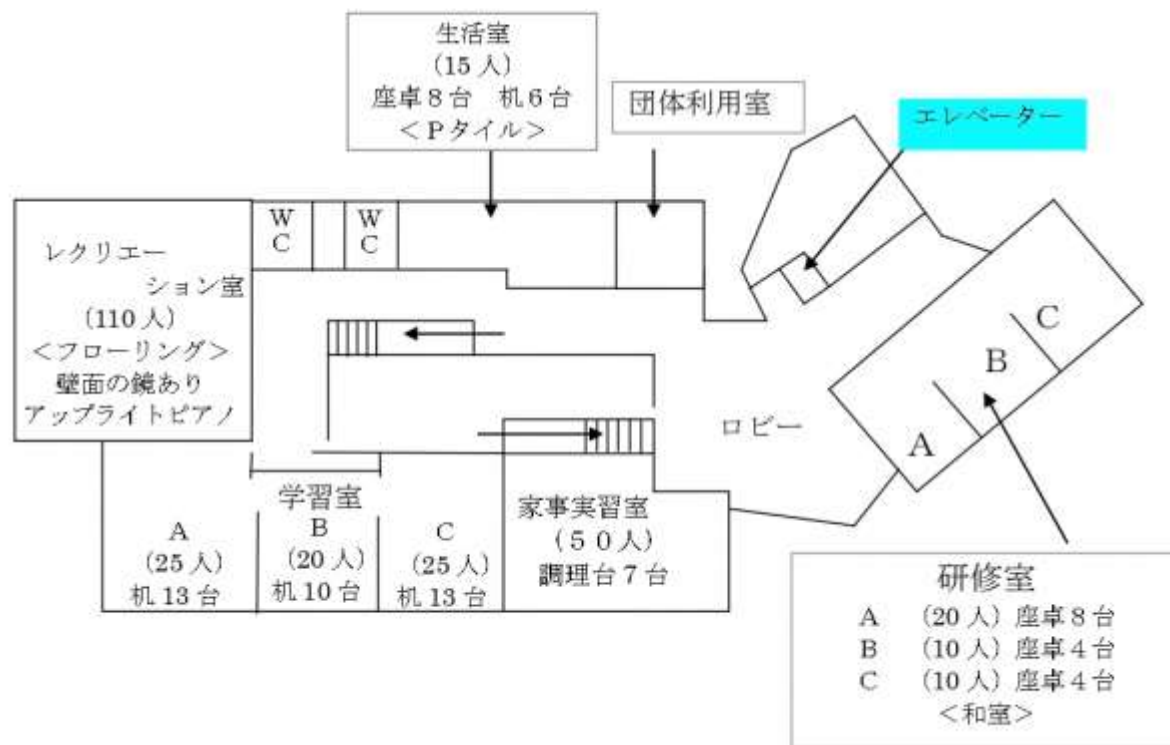 生活室
(15人)
座卓8台 机6台
＜Pタイル＞
団体利用室
エレベーター
WC
WC
レクリエー
ション室
(110人)
＜フローリング＞
壁面の鏡あり
アップライトピアノ
ロビー
C
B
A
学習室
A
(25人)
机13台
B
(20人)
机10台
C
(25人)
机13台
家事実習室
(５０人)
調理台７台
研修室
A (20人) 座卓8台
B (10人) 座卓4台
C (10人) 座卓4台
＜和室＞